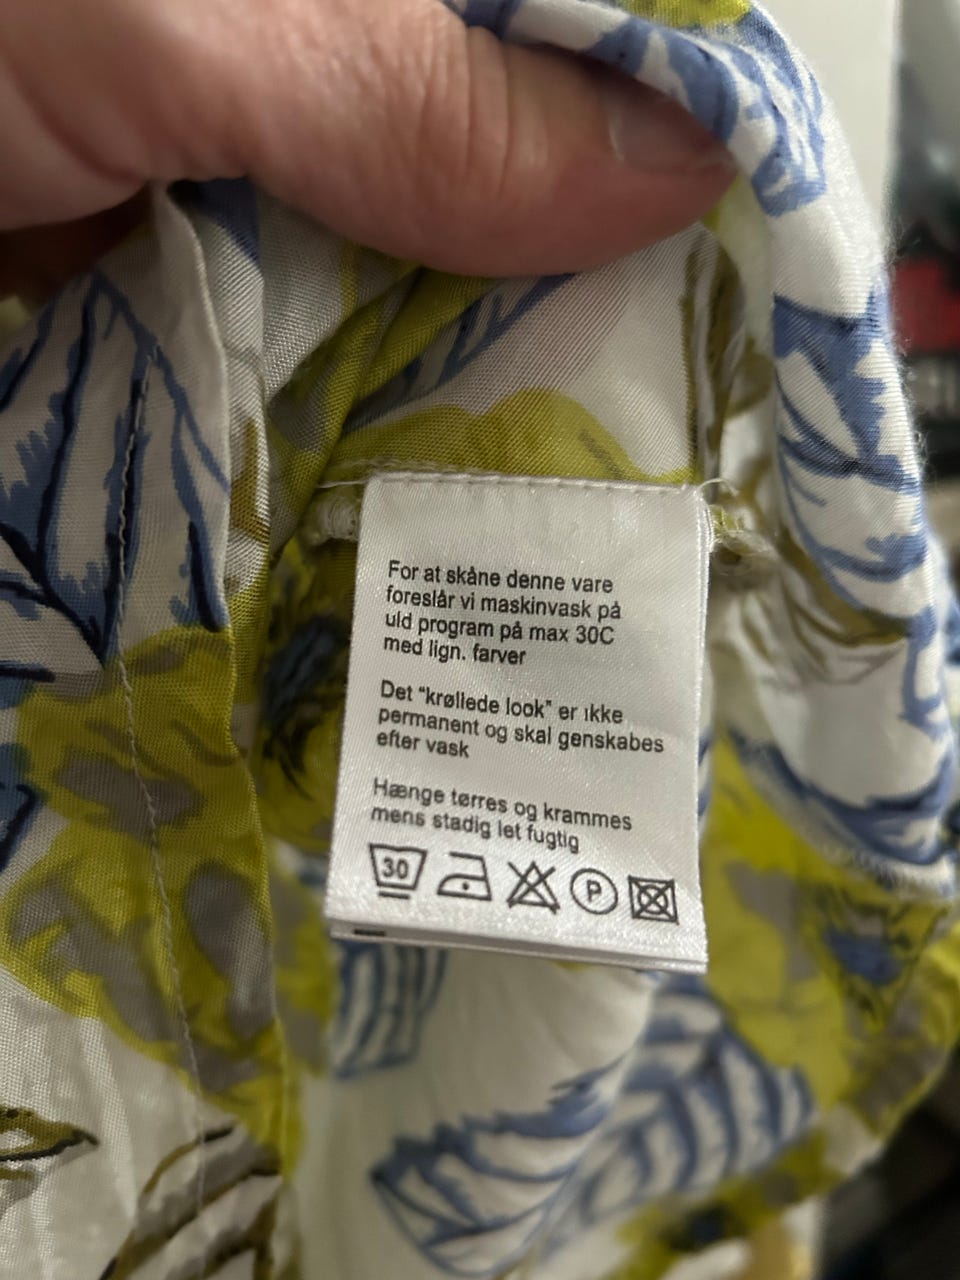 For at skåne denne vare
foreslår vi maskinvask på
uld program på max 30C
med lign. farver
Det “krøllede look” er ikke
permanent og skal genskabes
efter vask
Hænge tørres og krammes
mens stadig let fugtig
30 P